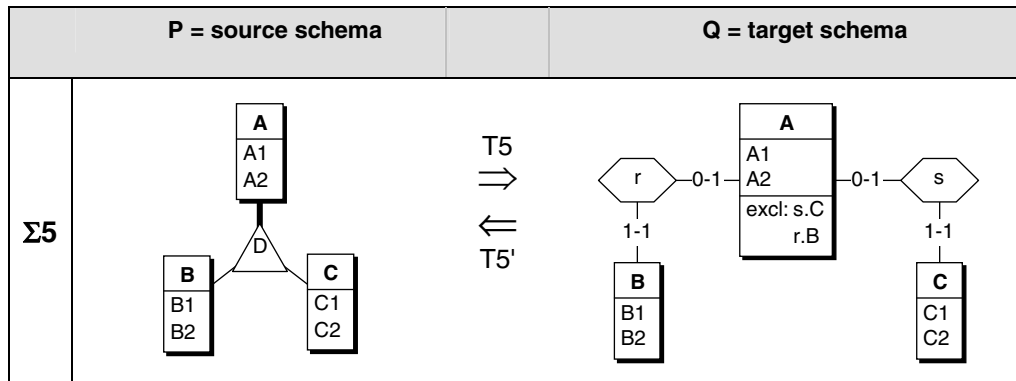 P = source schema
Q = target schema
Σ5
A
A1
A2
D
B
B1
B2
C
C1
C2
T5
⇒
⇐
T5'
r
0-1
A
A1
A2
excl: s.C
r.B
0-1
s
1-1
1-1
B
B1
B2
C
C1
C2